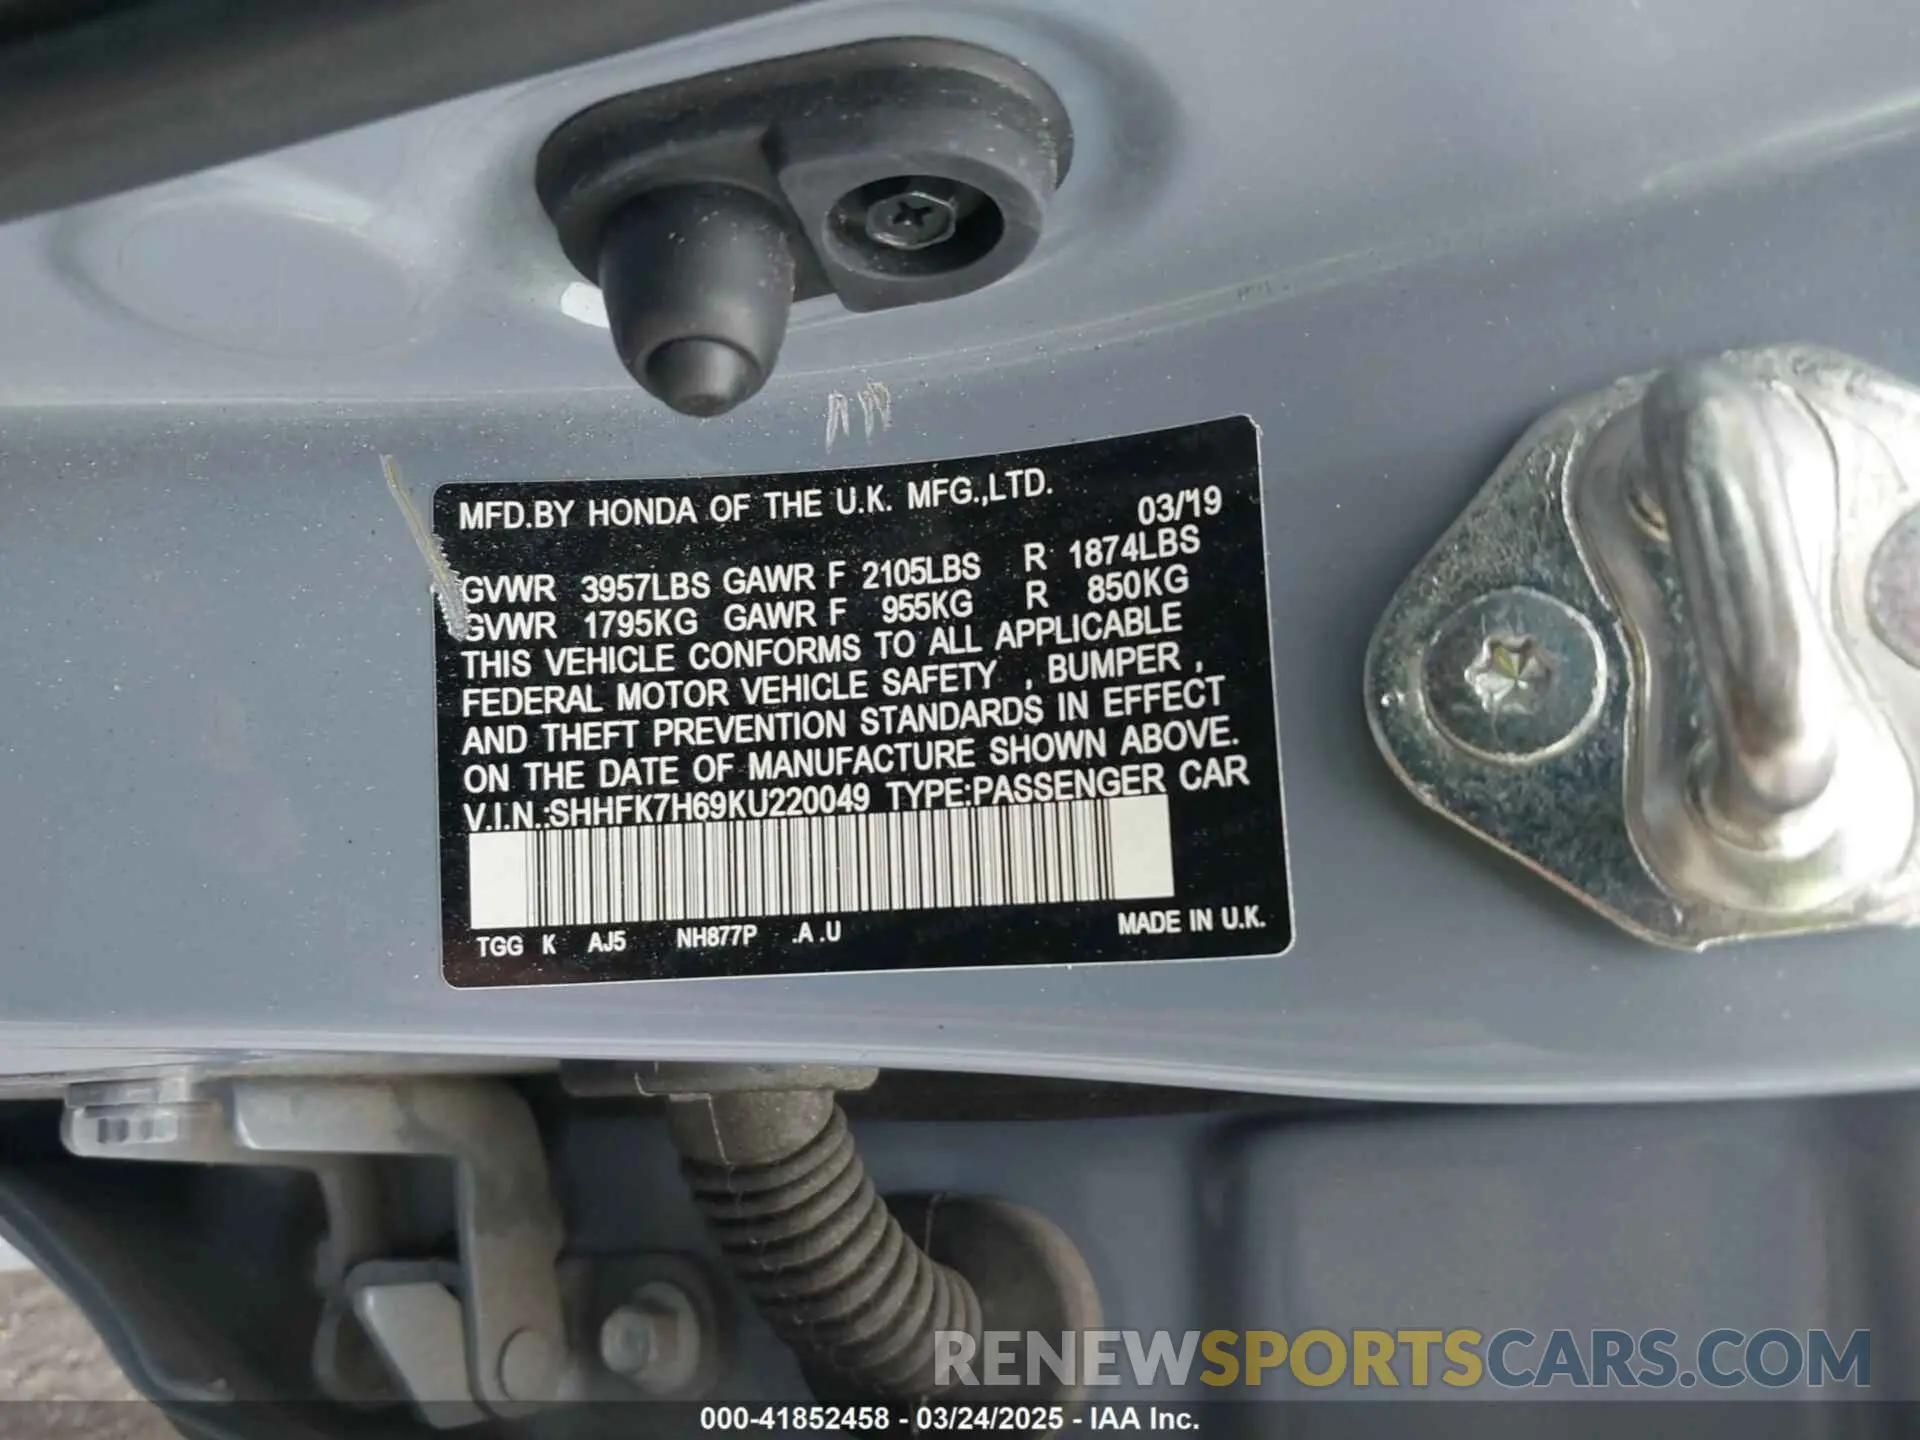 MFD.BY HONDA OF THE U.K. MFG.,LTD.
03/'19
GVWR 3957LBS GAWR F 2105LBS R 1874LBS
GVWR 1795KG GAWR F 955KG R 850KG
THIS VEHICLE CONFORMS TO ALL APPLICABLE
FEDERAL MOTOR VEHICLE SAFETY , BUMPER ,
AND THEFT PREVENTION STANDARDS IN EFFECT
ON THE DATE OF MANUFACTURE SHOWN ABOVE.
V.I.N.:SHHFK7H69KU220049 TYPE:PASSENGER CAR
TGG K AJ5 NH877P .A .U MADE IN U.K.
RENEWSPORTSCARS.COM
000-41852458 - 03/24/2025 - IAA Inc.